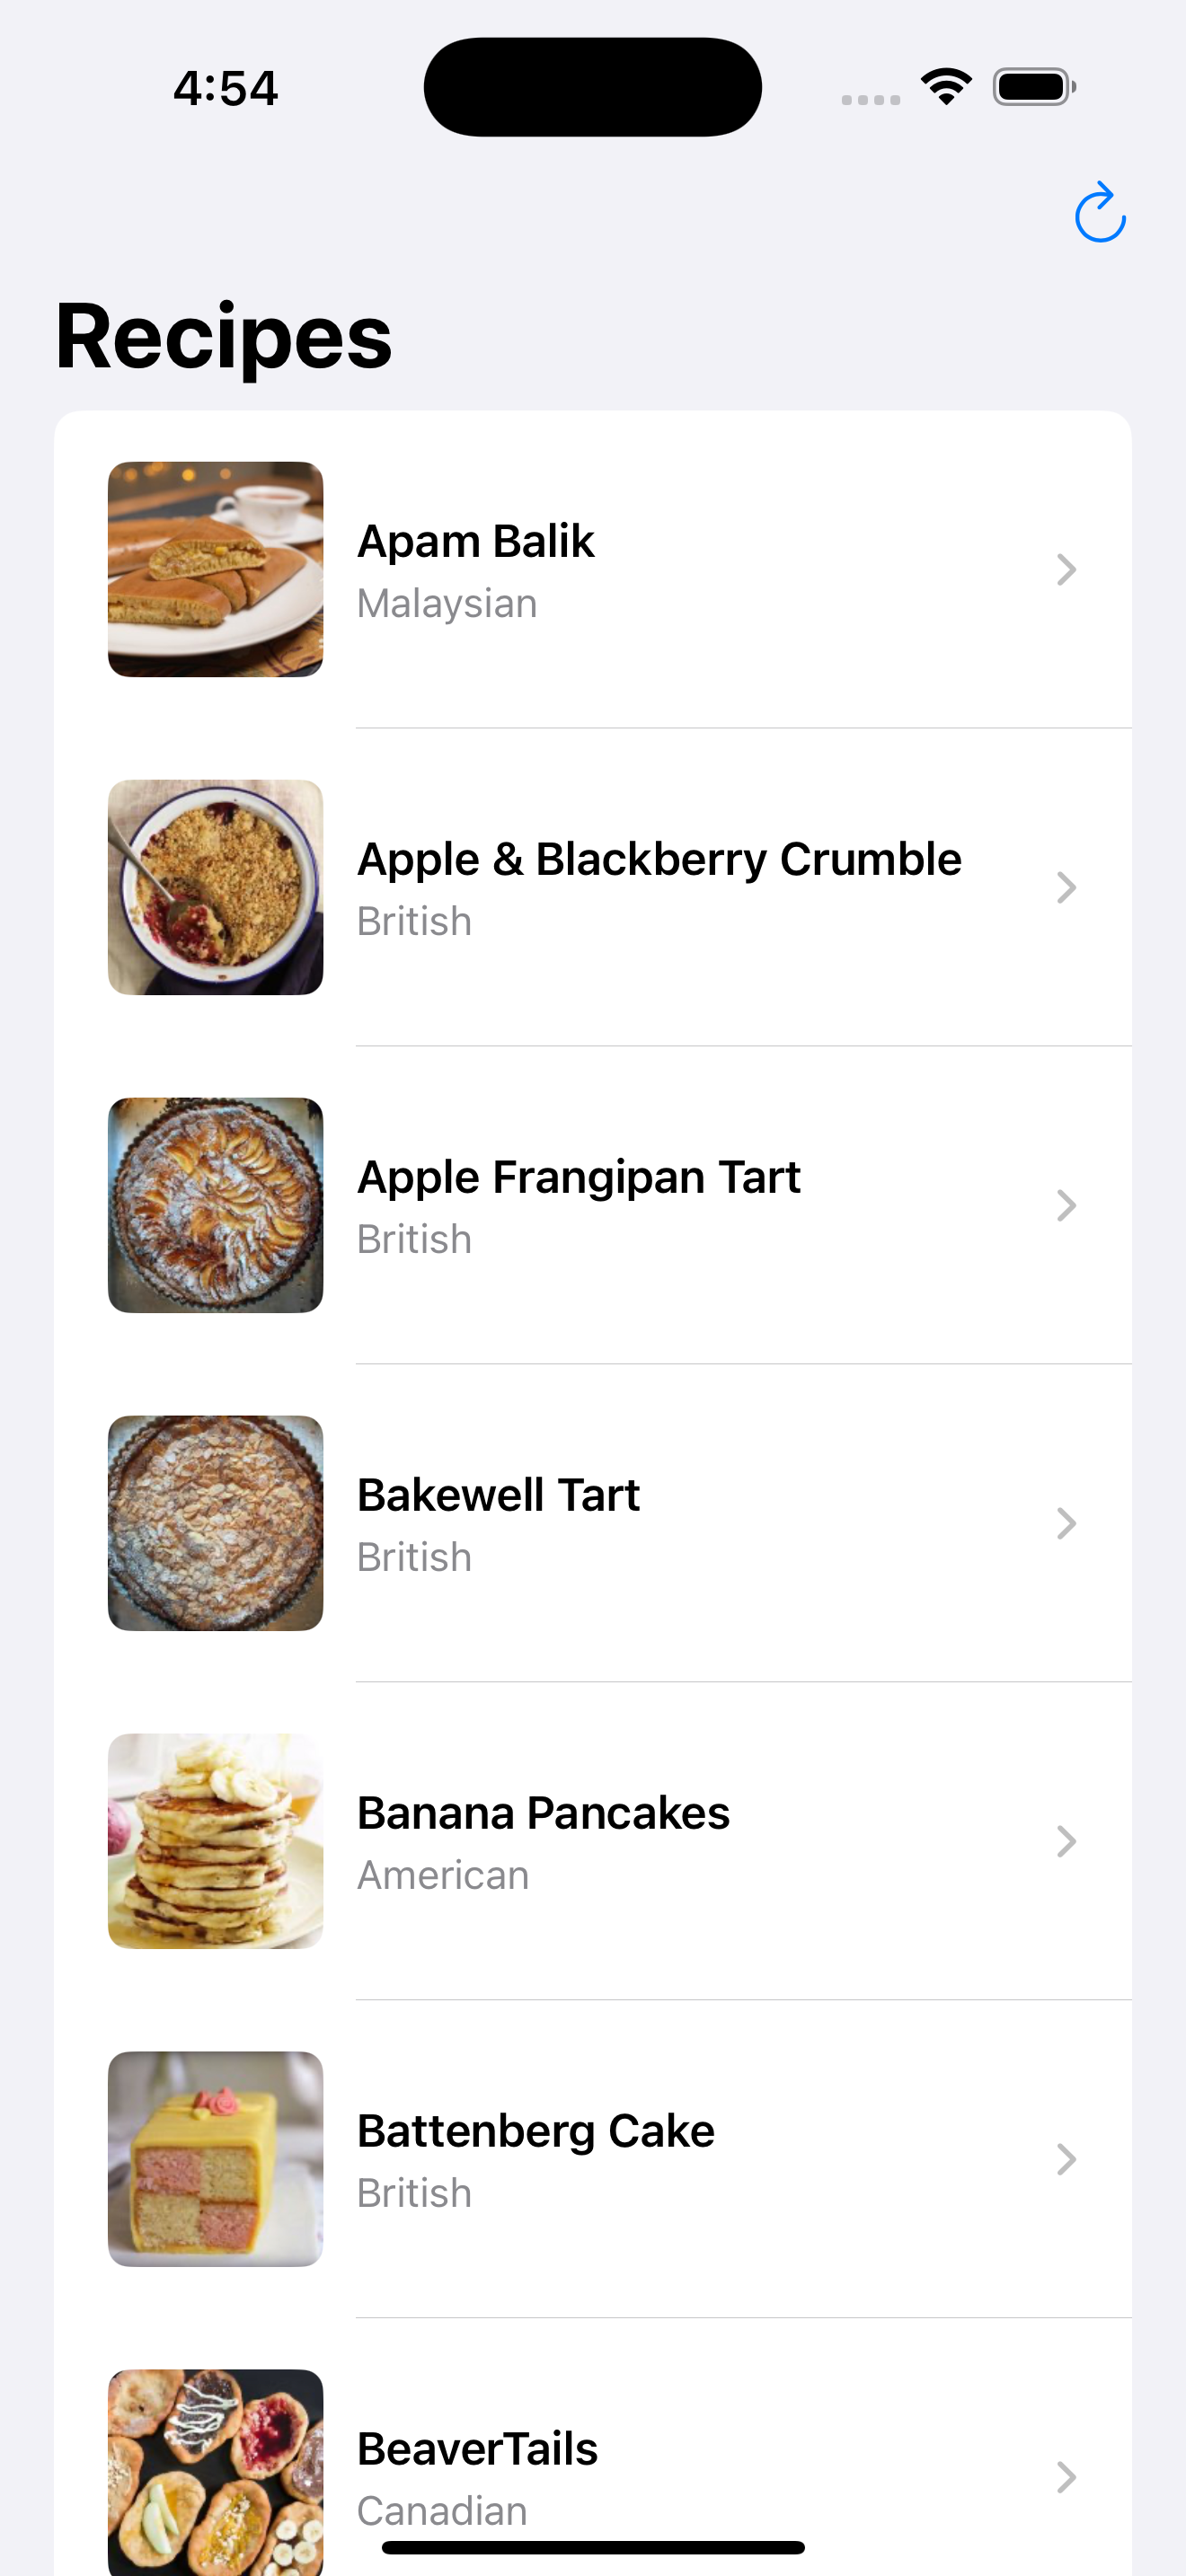 4:54
Recipes
Apam Balik
Malaysian
Apple & Blackberry Crumble
British
Apple Frangipan Tart
British
Bakewell Tart
British
Banana Pancakes
American
Battenberg Cake
British
BeaverTails
Canadian